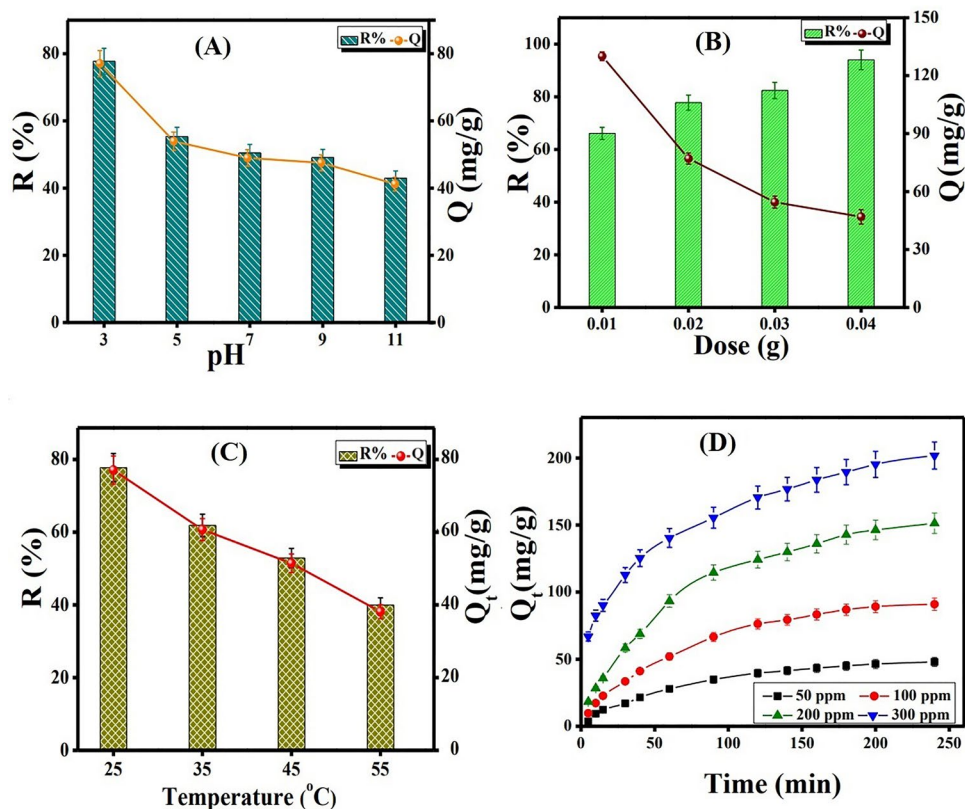 (A)
R% Q
80
60
40
20
0
R (%)
80
60
40
20
0
Q (mg/g)
3 5 7 9 11
pH
(B)
R% Q
100
80
60
40
20
0
R (%)
150
120
90
60
30
0
Q (mg/g)
0.01 0.02 0.03 0.04
Dose (g)
(C)
R% Q
80
60
40
20
0
R (%)
80
60
40
20
0
Qt(mg/g)
25 35 45 55
Temperature (°C)
(D)
200
150
100
50
0
Qt(mg/g)
50 ppm 100 ppm
200 ppm 300 ppm
0 50 100 150 200 250
Time (min)